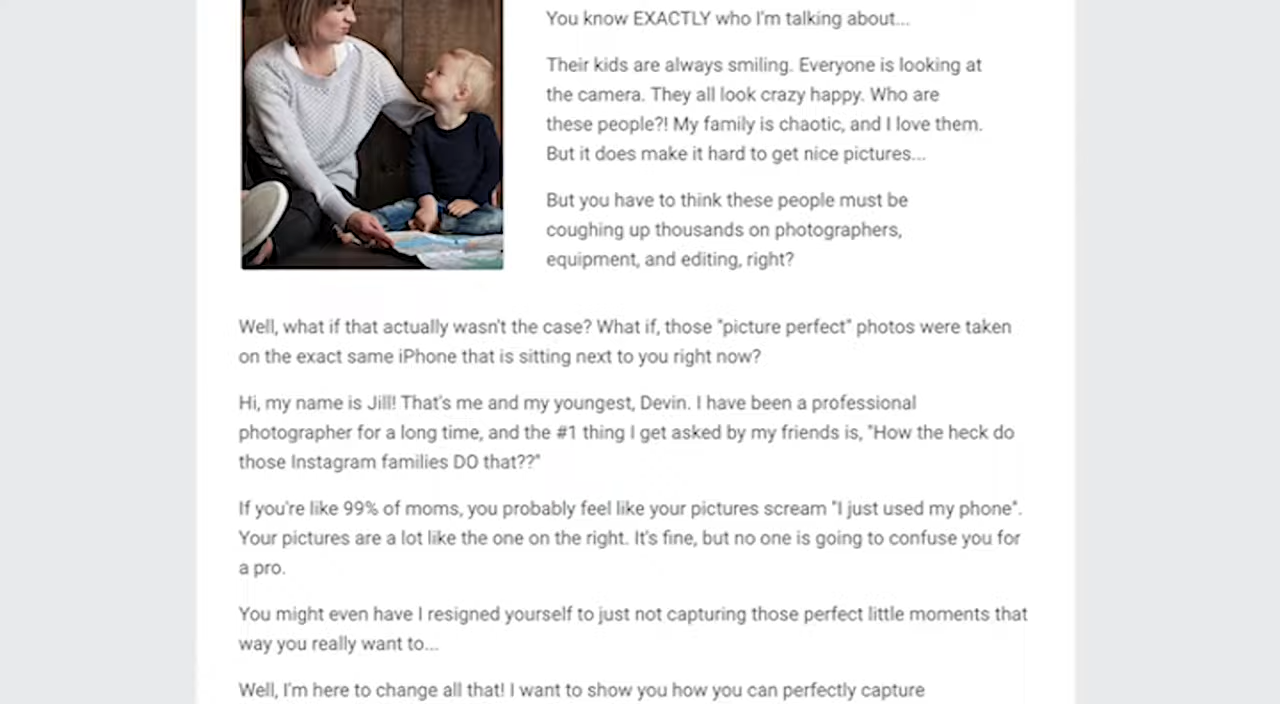 You know EXACTLY who I'm talking about...
Their kids are always smiling. Everyone is looking at
the camera. They all look crazy happy. Who are
these people?! My family is chaotic, and I love them.
But it does make it hard to get nice pictures...
But you have to think these people must be
coughing up thousands on photographers,
equipment, and editing, right?
Well, what if that actually wasn't the case? What if, those "picture perfect" photos were taken
on the exact same iPhone that is sitting next to you right now?
Hi, my name is Jill! That's me and my youngest, Devin. I have been a professional
photographer for a long time, and the #1 thing I get asked by my friends is, "How the heck do
those Instagram families DO that??"
If you're like 99% of moms, you probably feel like your pictures scream "I just used my phone".
Your pictures are a lot like the one on the right. It's fine, but no one is going to confuse you for
a pro.
You might even have I resigned yourself to just not capturing those perfect little moments that
way you really want to...
Well, I'm here to change all that! I want to show you how you can perfectly capture